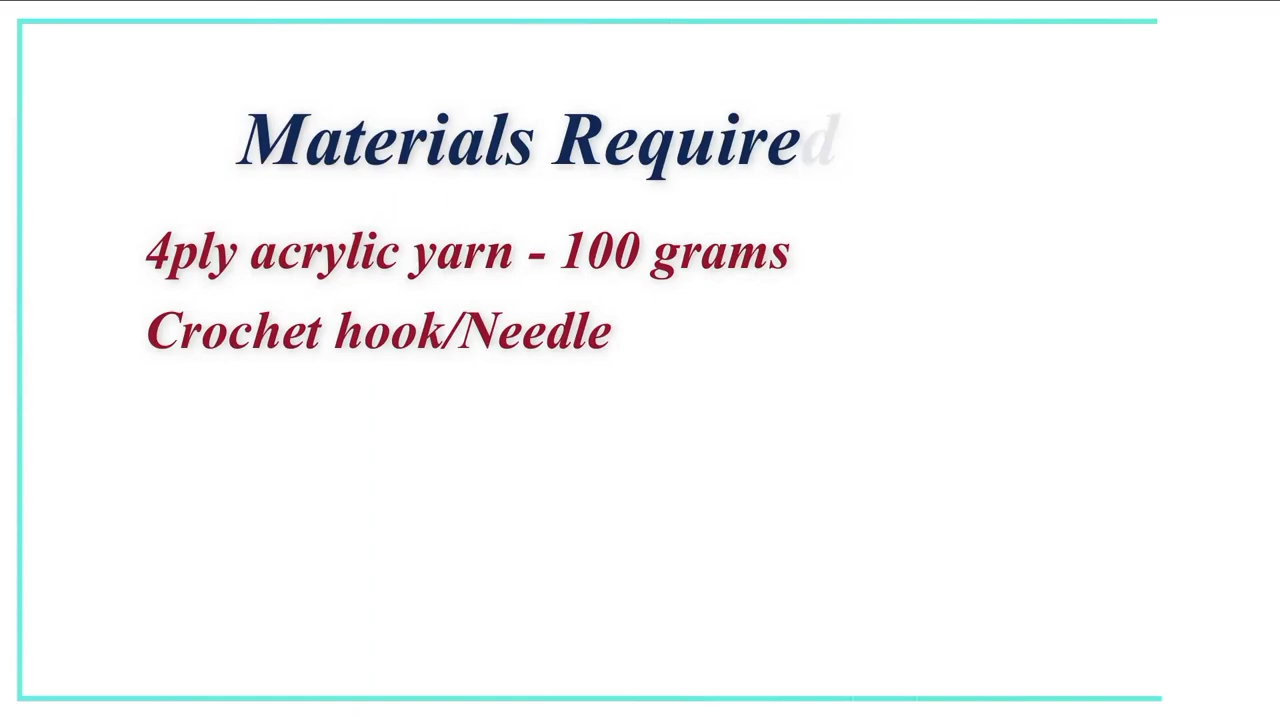 Materials Required
4ply acrylic yarn - 100 grams
Crochet hook/Needle